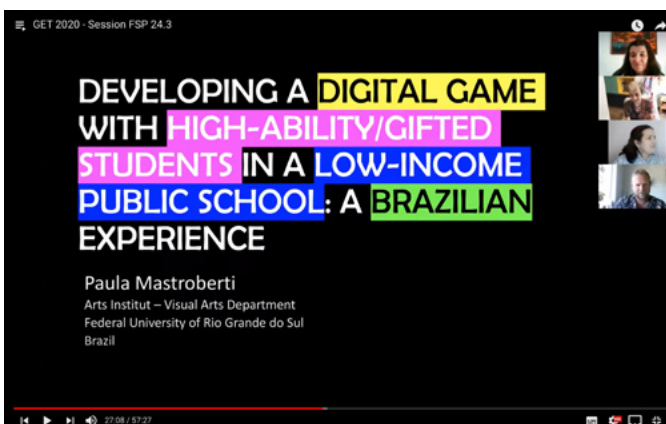 GET 2020 - Session FSP 24.3
DEVELOPING A DIGITAL GAME
WITH HIGH-ABILITY/GIFTED
STUDENTS IN A LOW-INCOME
PUBLIC SCHOOL: A BRAZILIAN
EXPERIENCE
Paula Mastroberti
Arts Institut – Visual Arts Department
Federal University of Rio Grande do Sul
Brazil
27:08 / 57:27